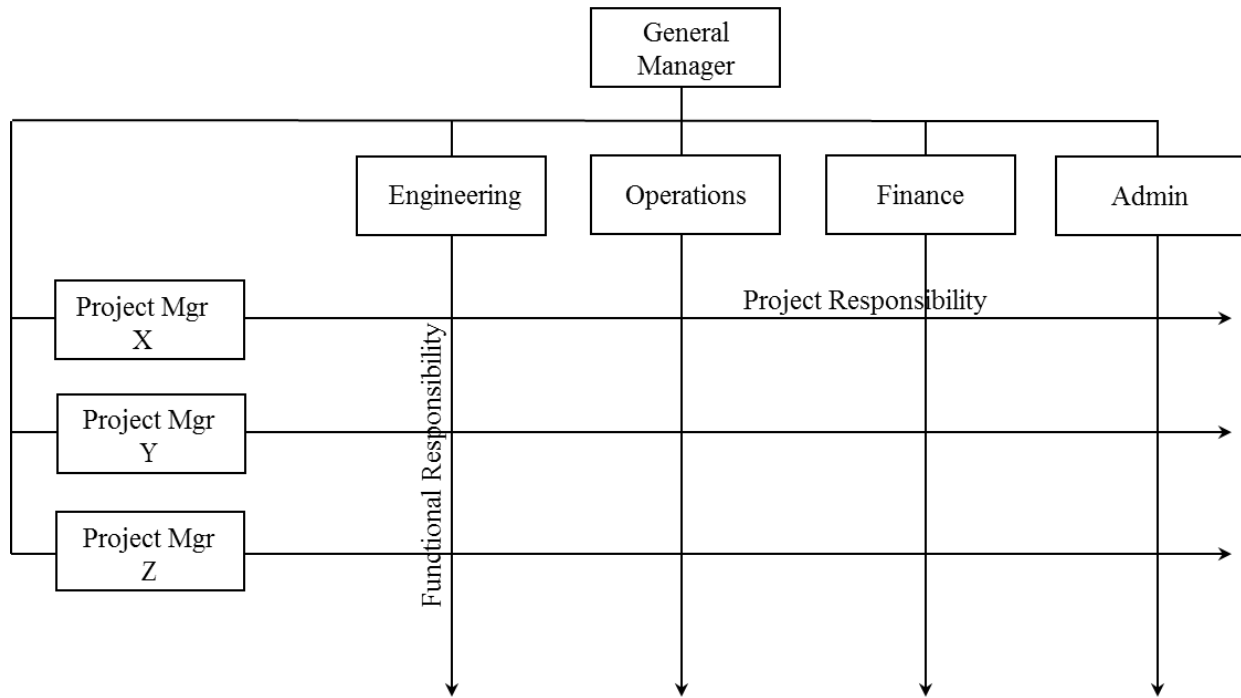 General
Manager
Engineering
Operations
Finance
Admin
Project Mgr
X
Project Responsibility
Functional Responsibility
Project Mgr
Y
Project Mgr
Z